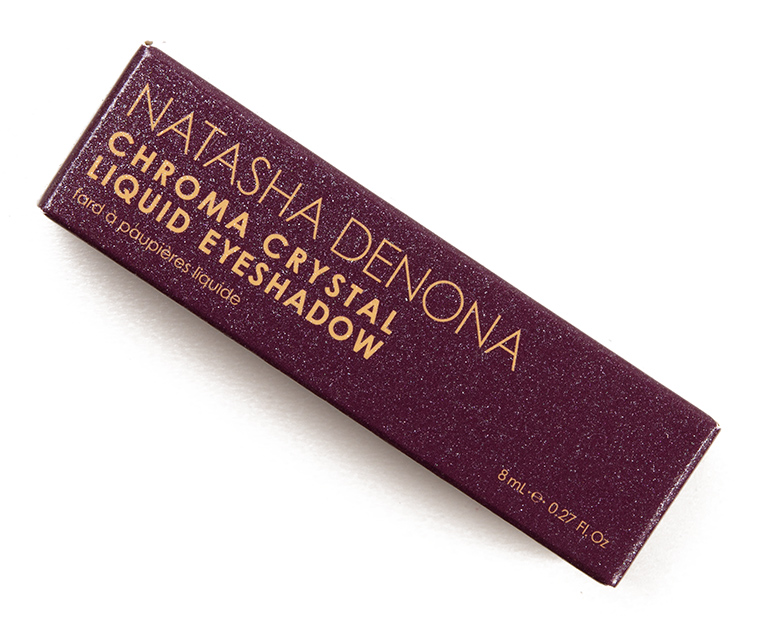 NATASHA DENONA
CHROMA CRYSTAL
LIQUID EYESHADOW
fard à paupières liquide
8 mL·℮· 0.27 Fl. Oz